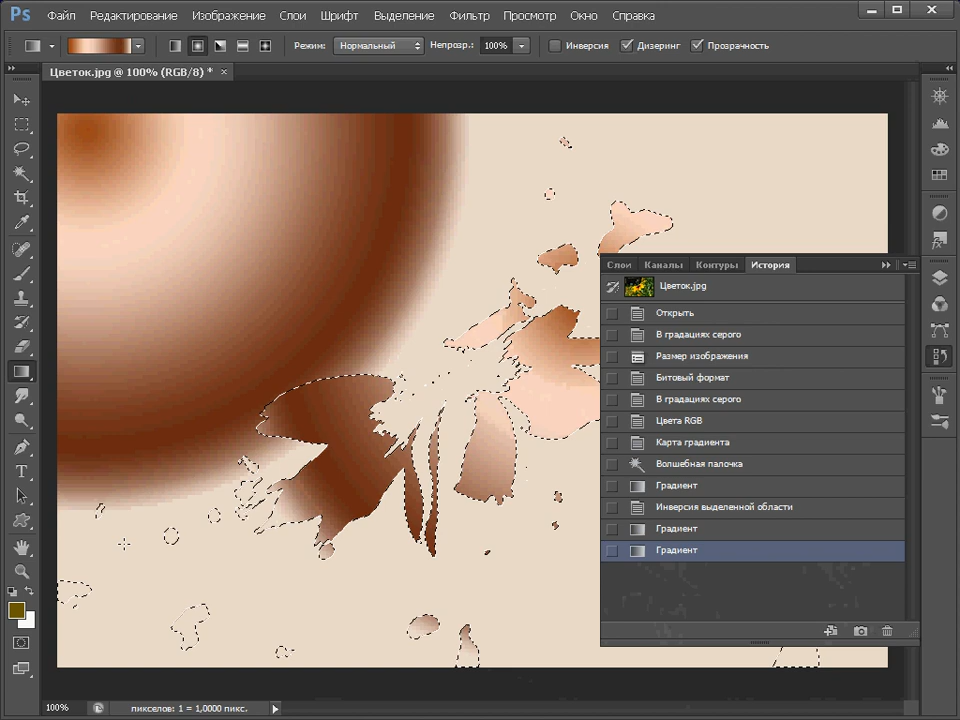 Ps Файл Редактирование Изображение Слои Шрифт Выделение Фильтр Просмотр Окно Справка
Режим: Нормальный Непрозр.: 100% Инверсия Дизеринг Прозрачность
Цветок.jpg @ 100% (RGB/8) * ×
Слои Каналы Контуры История
Цветок.jpg
Открыть
В градациях серого
Размер изображения
Битовый формат
В градациях серого
Цвета RGB
Карта градиента
Волшебная палочка
Градиент
Инверсия выделенной области
Градиент
Градиент
100% пикселов: 1 = 1,0000 пикс.